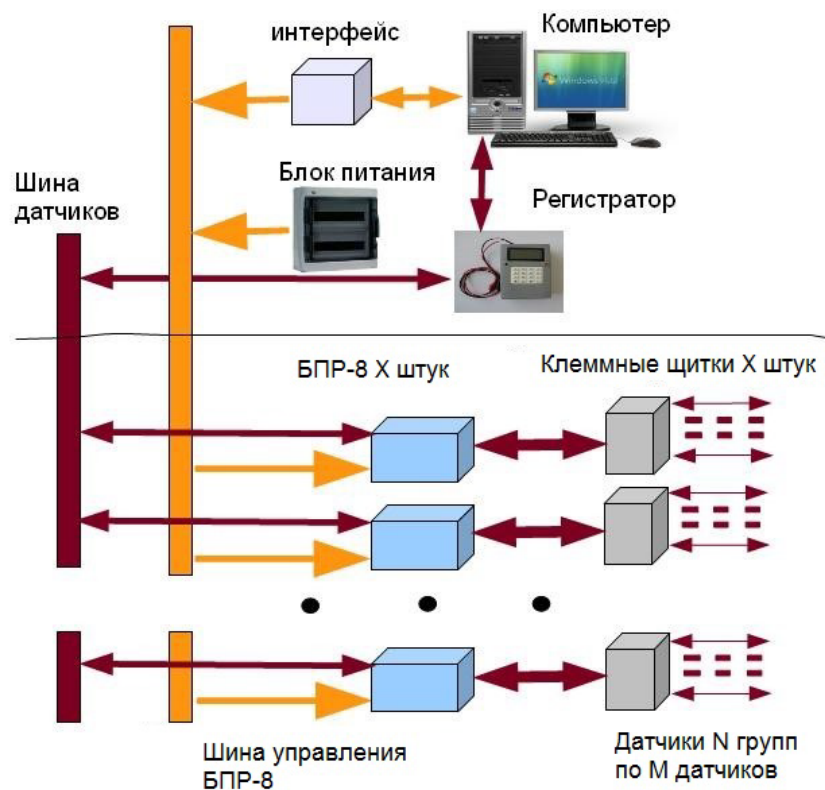 интерфейс
Компьютер
Блок питания
Шина
датчиков
Регистратор
БПР-8 X штук
Клеммные щитки X штук
Шина управления
БПР-8
Датчики N групп
по M датчиков